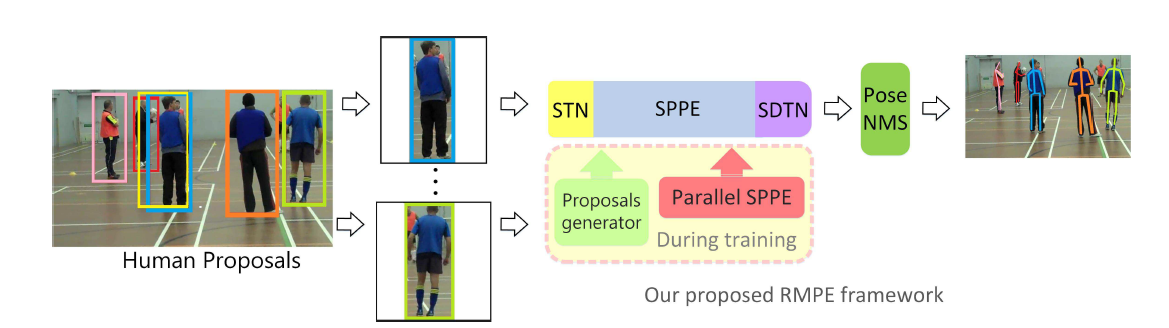 Human Proposals
STN
SPPE
SDTN
Proposals
generator
Parallel SPPE
During training
Pose
NMS
Our proposed RMPE framework